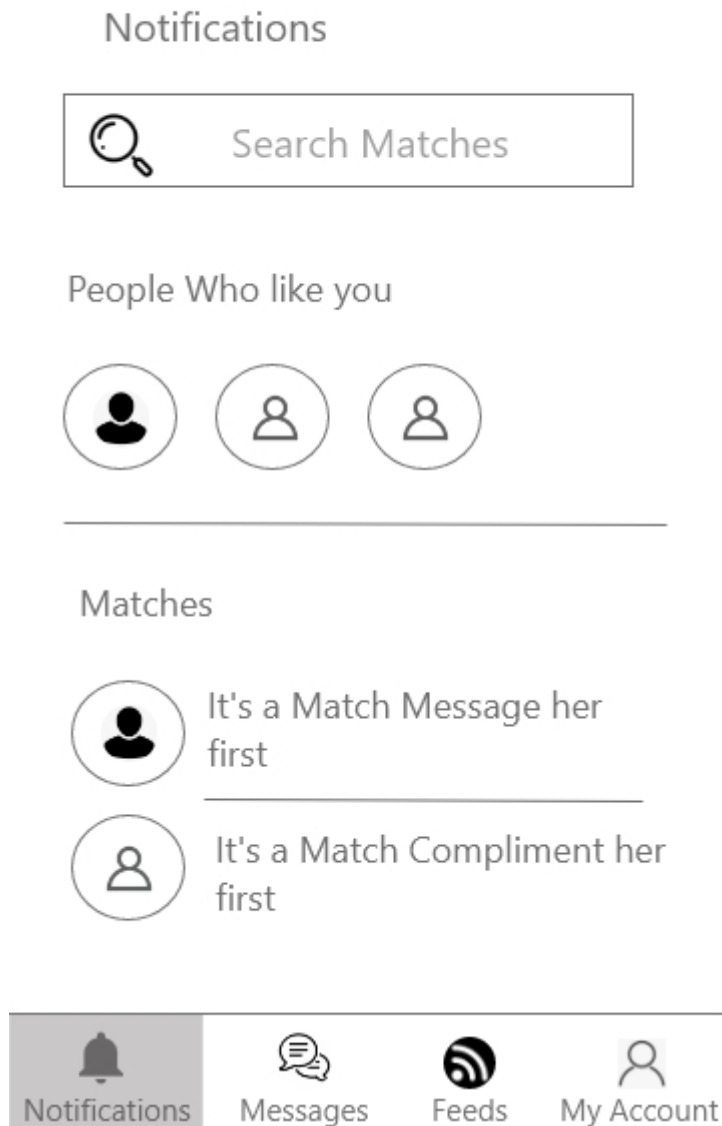 Notifications
Search Matches
People Who like you
Matches
It's a Match Message her
first
It's a Match Compliment her
first
Notifications
Messages
Feeds
My Account